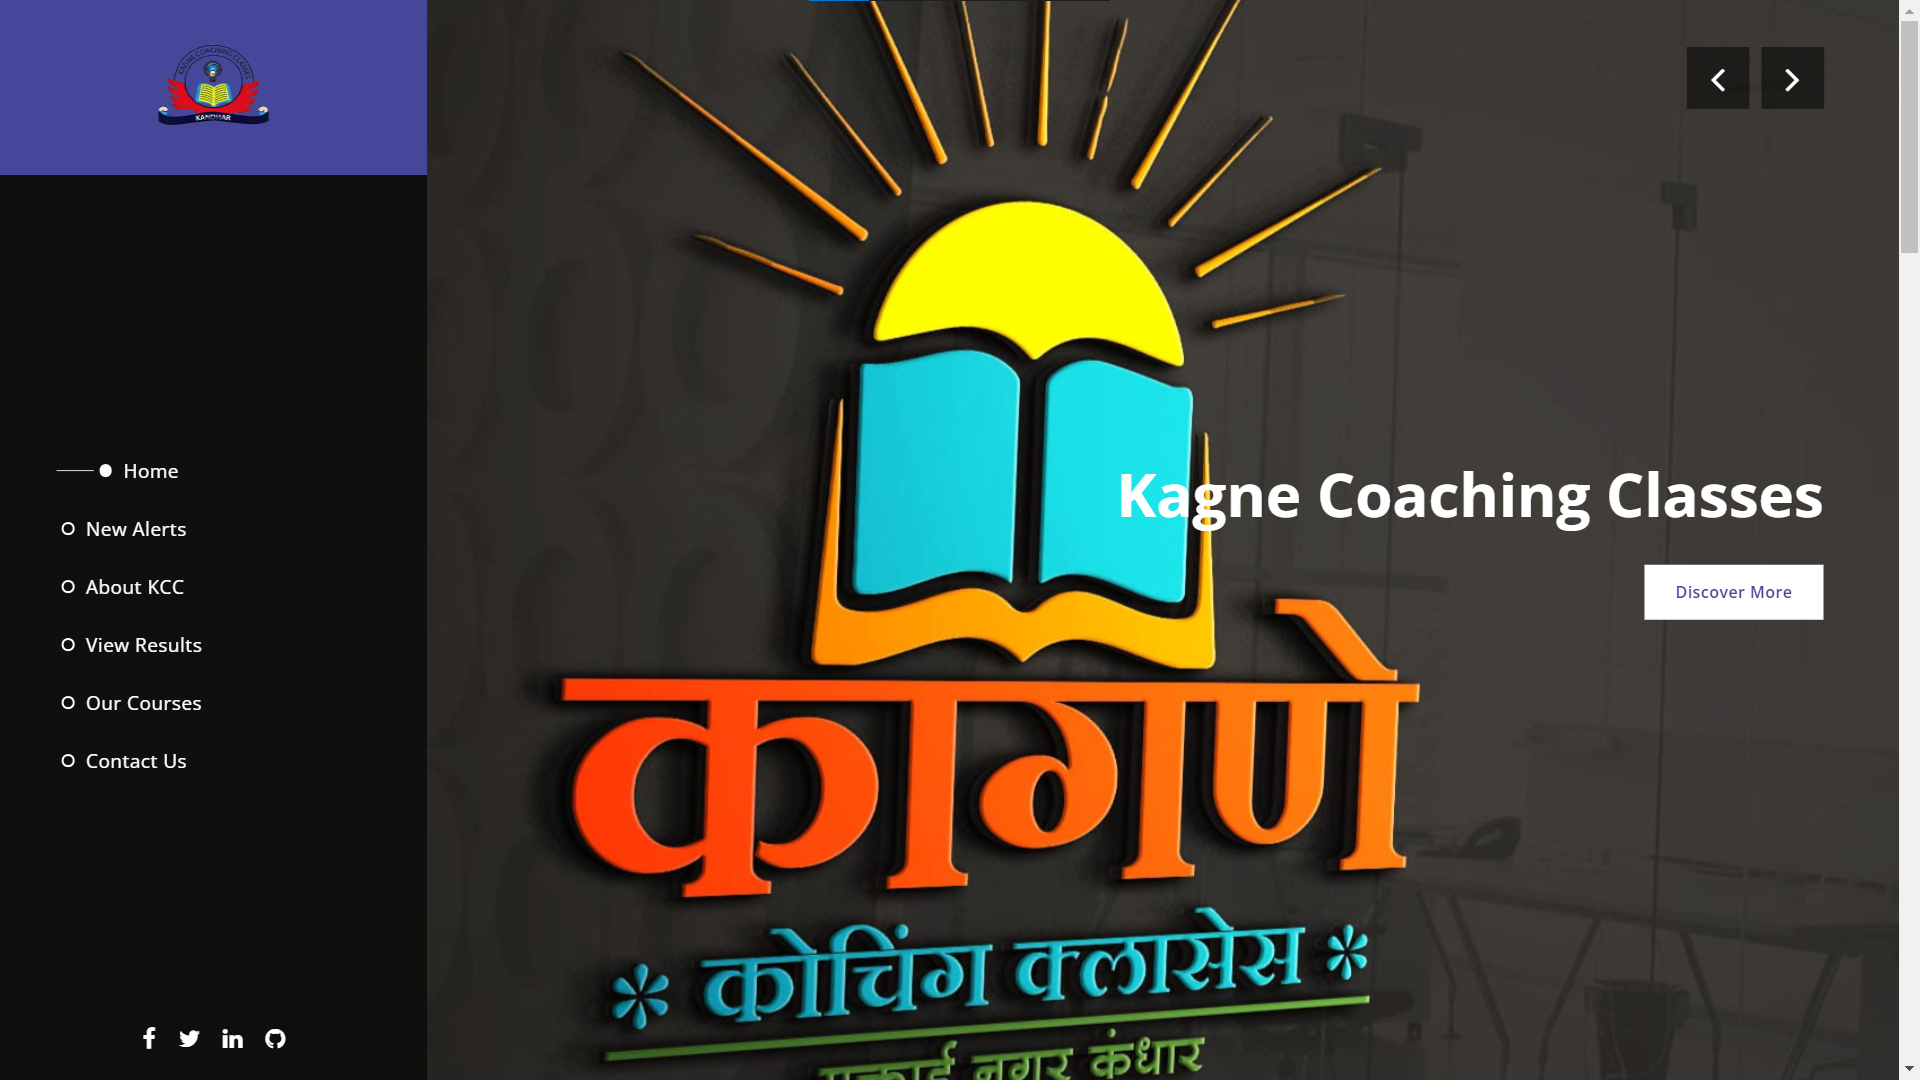 KAGNE COACHING CLASSES
KANDHAR
Home
New Alerts
About KCC
View Results
Our Courses
Contact Us
Kagne Coaching Classes
Discover More
कागणे
* कोचिंग क्लासेस *
नगर कंधार